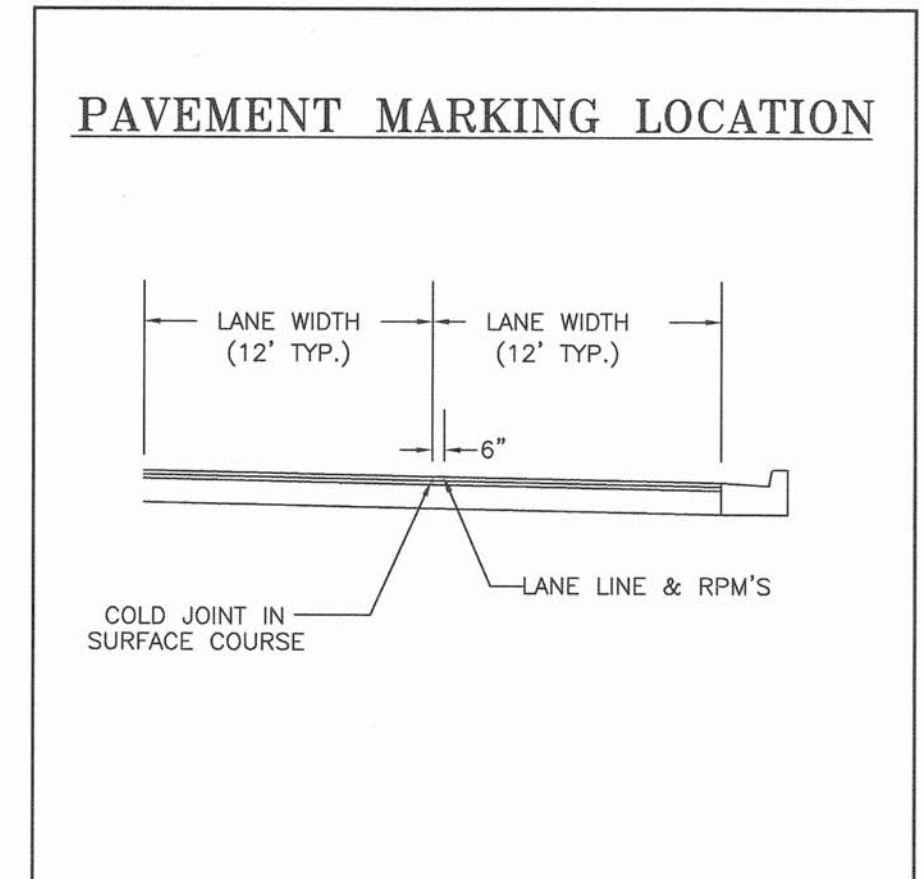 PAVEMENT MARKING LOCATION
LANE WIDTH
(12' TYP.)
LANE WIDTH
(12' TYP.)
6"
LANE LINE & RPM'S
COLD JOINT IN
SURFACE COURSE